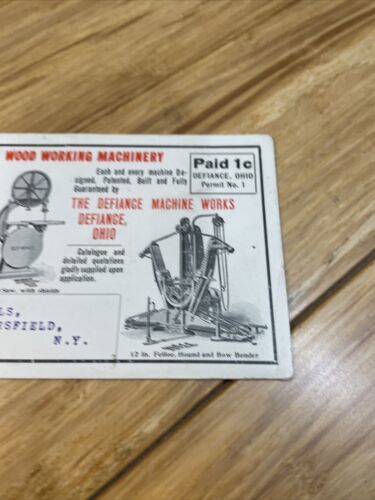 WOOD WORKING MACHINERY
Each and every machine De-
signed, Patented, Built and Fully
Guaranteed by
THE DEFIANCE MACHINE WORKS
DEFIANCE,
OHIO
Catalogue and
detailed quotations
gladly supplied upon
application.
Paid 1c
DEFIANCE, OHIO
Permit No. 1
Saw, with shields
12 in. Felloe, Hound and Bow Bender
LS,
RSFIELD,
N.Y.